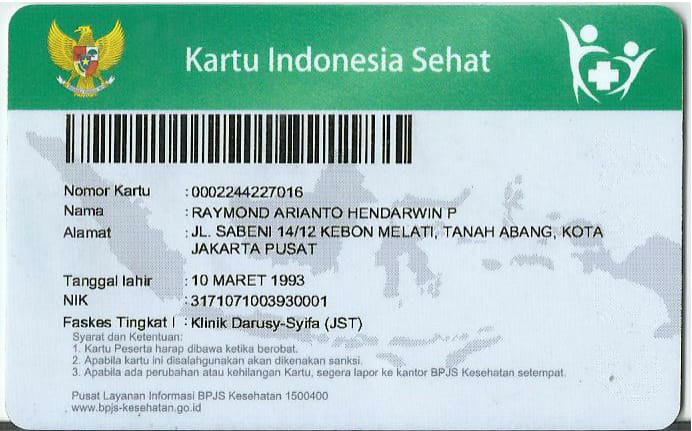 Kartu Indonesia Sehat
Nomor Kartu : 0002244227016
Nama : RAYMOND ARIANTO HENDARWIN P
Alamat : JL. SABENI 14/12 KEBON MELATI, TANAH ABANG, KOTA
JAKARTA PUSAT
Tanggal lahir : 10 MARET 1993
NIK : 3171071003930001
Faskes Tingkat I : Klinik Darusy-Syifa (JST)
Syarat dan Ketentuan:
1. Kartu Peserta harap dibawa ketika berobat.
2. Apabila kartu ini disalahgunakan akan dikenakan sanksi.
3. Apabila ada perubahan atau kehilangan Kartu, segera lapor ke kantor BPJS Kesehatan setempat.
Pusat Layanan Informasi BPJS Kesehatan 1500400
www.bpjs-kesehatan.go.id